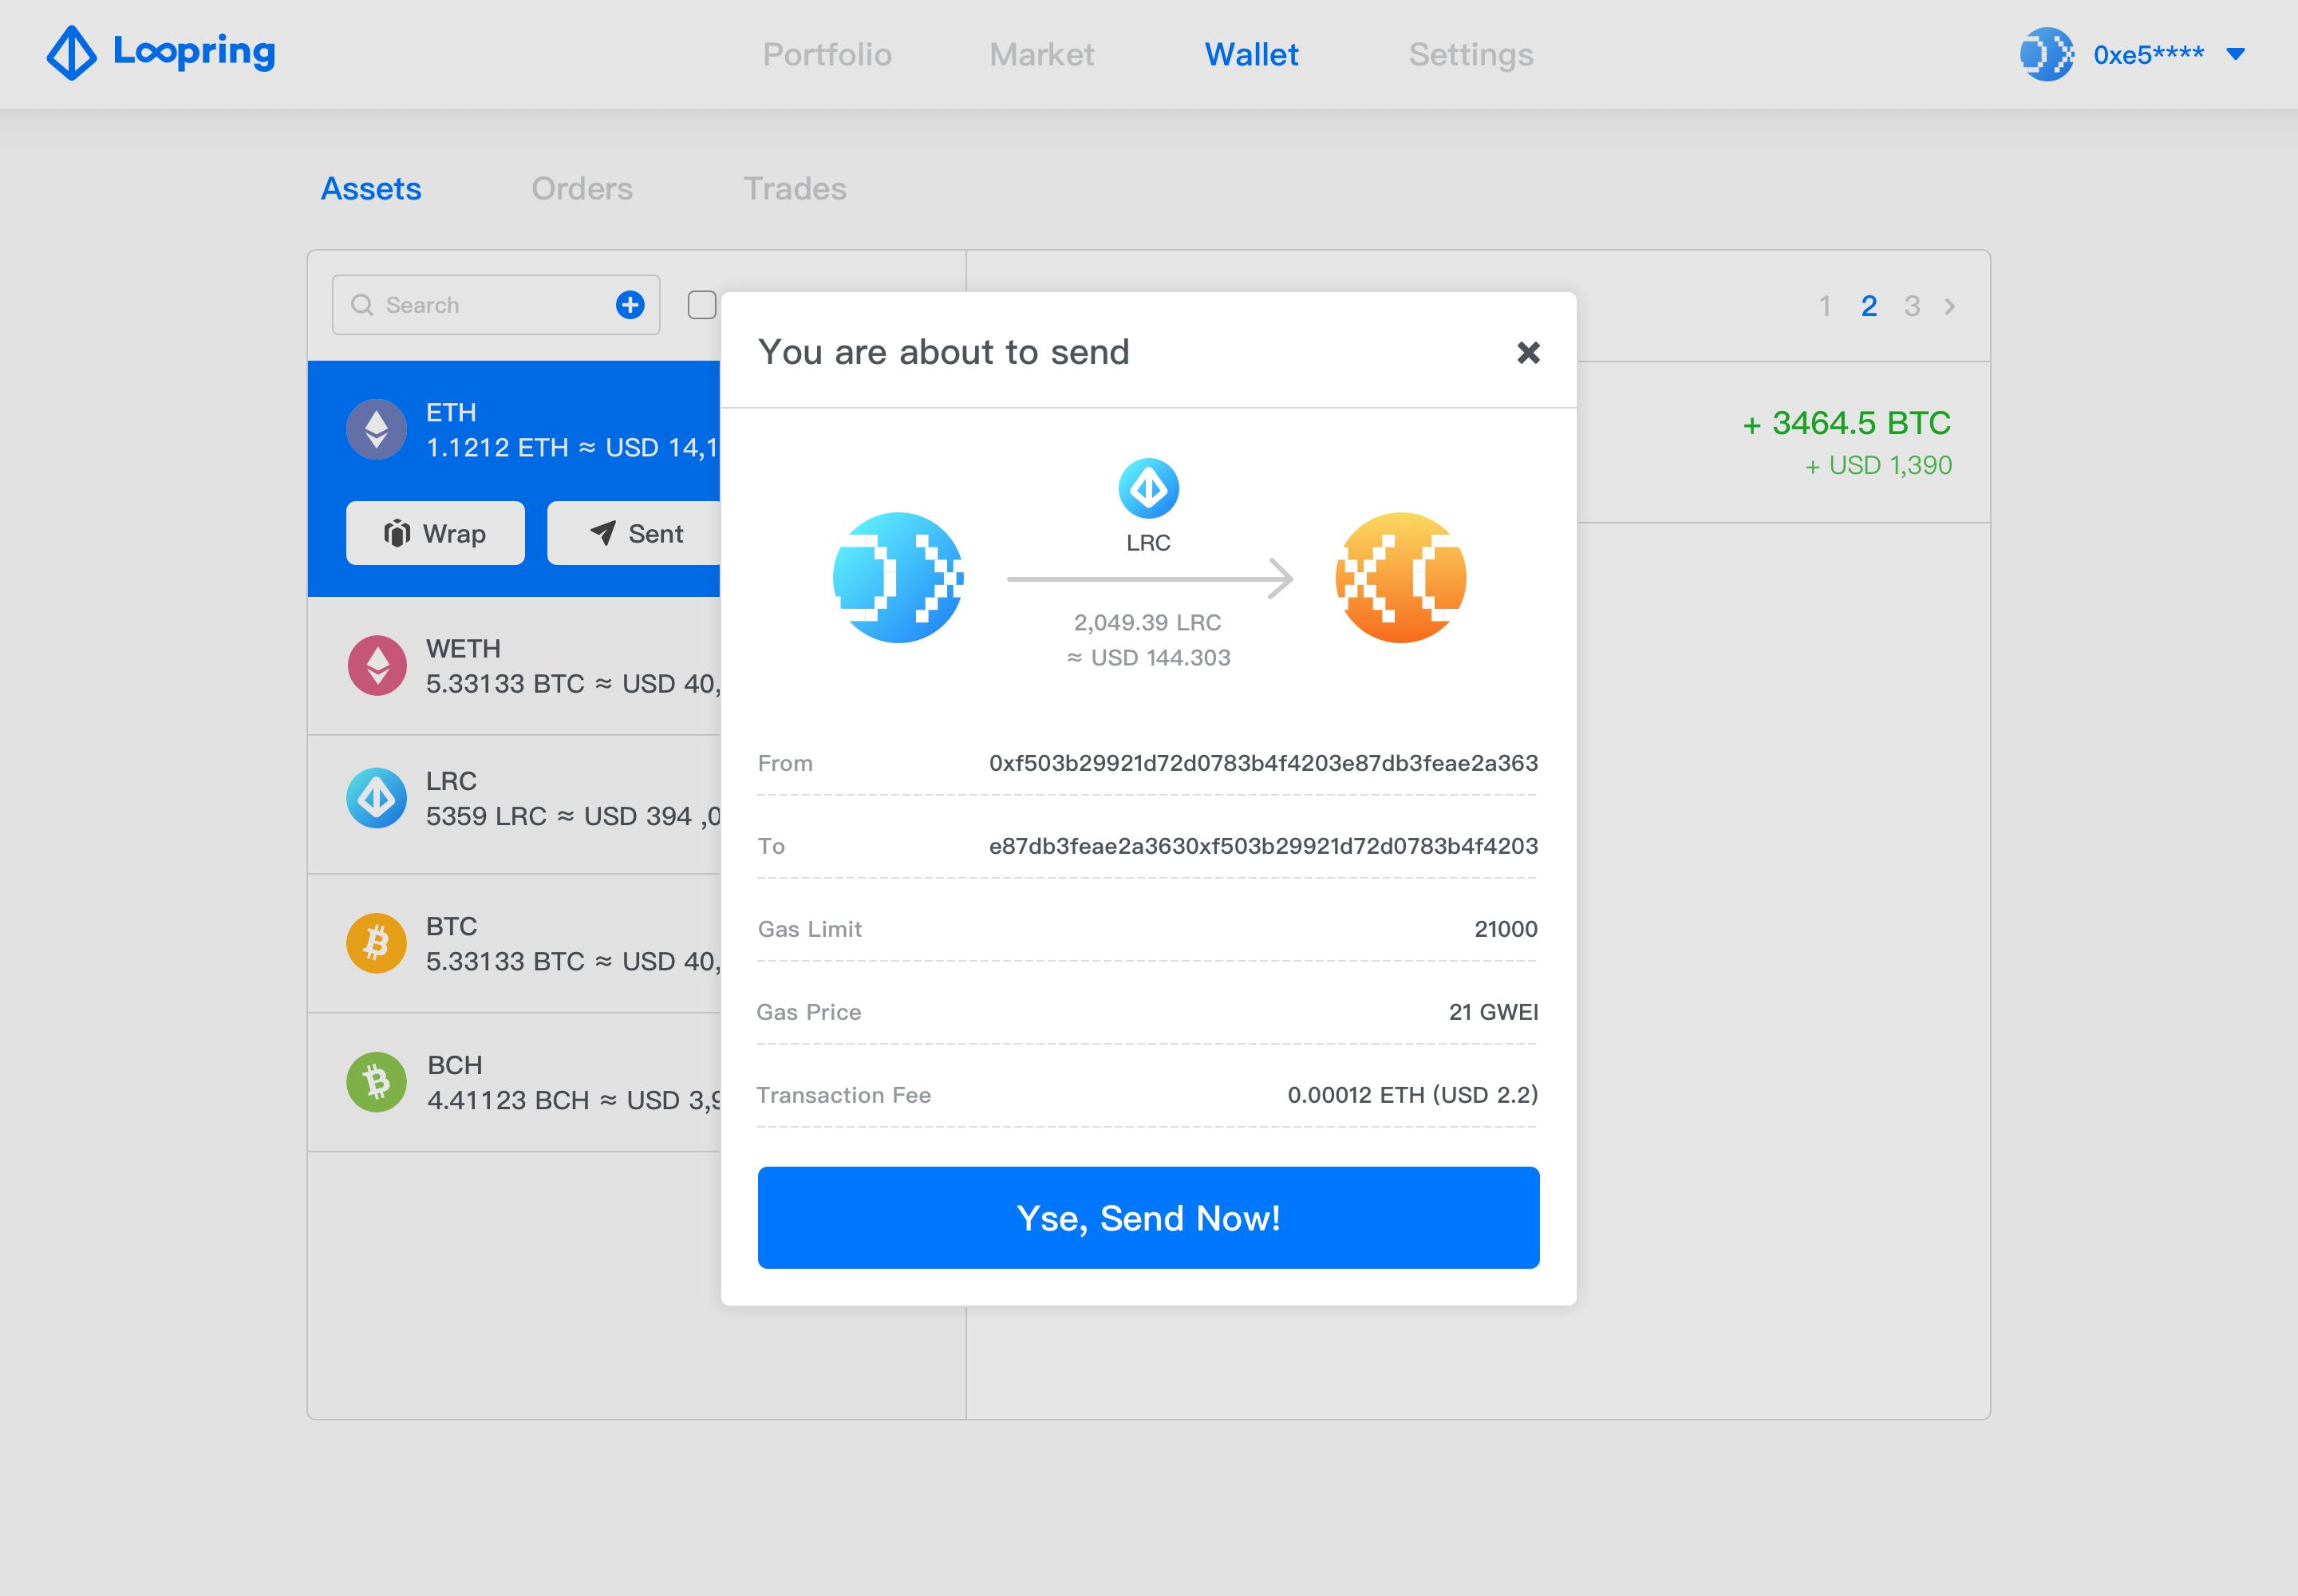 Loopring
Portfolio
Market
Wallet
Settings
0xe5****
Assets
Orders
Trades
Search
1 2 3
ETH
1.1212 ETH ≈ USD 14,1
Wrap
Sent
WETH
5.33133 BTC ≈ USD 40,
LRC
5359 LRC ≈ USD 394 ,0
BTC
5.33133 BTC ≈ USD 40,
BCH
4.41123 BCH ≈ USD 3,9
+ 3464.5 BTC
+ USD 1,390
You are about to send
LRC
2,049.39 LRC
≈ USD 144.303
From 0xf503b29921d72d0783b4f4203e87db3feae2a363
To e87db3feae2a3630xf503b29921d72d0783b4f4203
Gas Limit 21000
Gas Price 21 GWEI
Transaction Fee 0.00012 ETH (USD 2.2)
Yse, Send Now!